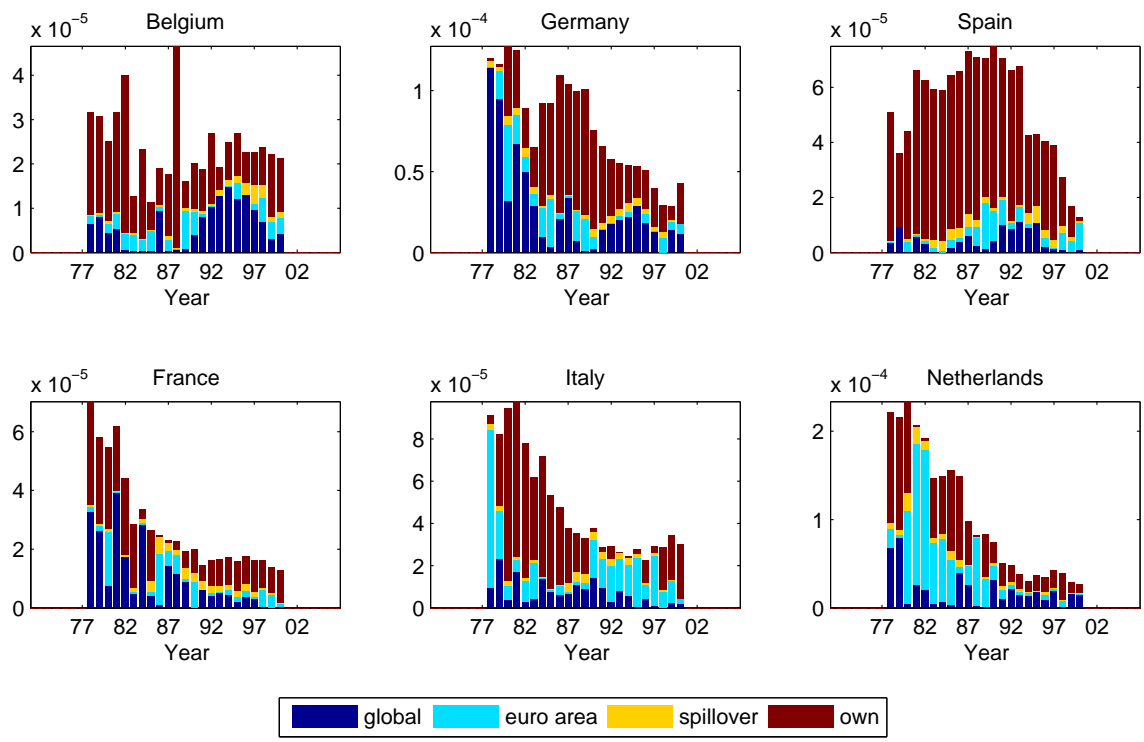 x 10⁻⁵ Belgium
4
3
2
1
0
77 82 87 92 97 02
Year
x 10⁻⁴ Germany
1
0.5
0
77 82 87 92 97 02
Year
x 10⁻⁵ Spain
6
4
2
0
77 82 87 92 97 02
Year
x 10⁻⁵ France
6
4
2
0
77 82 87 92 97 02
Year
x 10⁻⁵ Italy
8
6
4
2
0
77 82 87 92 97 02
Year
x 10⁻⁴ Netherlands
2
1
0
77 82 87 92 97 02
Year
global euro area spillover own